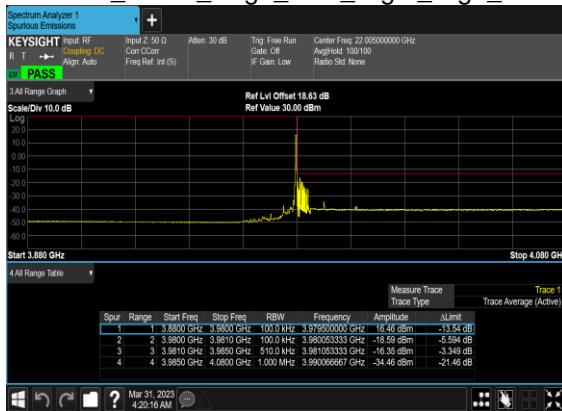 Spectrum Analyzer 1
Spurious Emissions
KEYSIGHT Input: RF Input Z: 50 Ω Atten: 30 dB Trig: Free Run Center Freq: 22.005000000 GHz
R T Coupling: DC Corr CCorr Gate: Off Avg|Hold: 100/100
Align: Auto Freq Ref: Int (S) IF Gain: Low Radio Std: None
PASS
3 All Range Graph
Ref Lvl Offset 18.63 dB
Scale/Div 10.0 dB Ref Value 30.00 dBm
Log
20.0
10.0
0.00
-10.0
-20.0
-30.0
-40.0
-50.0
-60.0
Start 3.880 GHz Stop 4.080 GH
4 All Range Table
Measure Trace Trace 1
Trace Type Trace Average (Active)
Spur Range Start Freq Stop Freq RBW Frequency Amplitude ΔLimit
1 1 3.8800 GHz 3.9800 GHz 100.0 kHz 3.979500000 GHz 16.46 dBm -13.54 dB
2 2 3.9800 GHz 3.9810 GHz 100.0 kHz 3.980053333 GHz -18.59 dBm -5.594 dB
3 3 3.9810 GHz 3.9850 GHz 510.0 kHz 3.981053333 GHz -16.35 dBm -3.349 dB
4 4 3.9850 GHz 4.0800 GHz 1.000 MHz 3.990066667 GHz -34.46 dBm -21.46 dB
Mar 31, 2023
4:20:16 AM